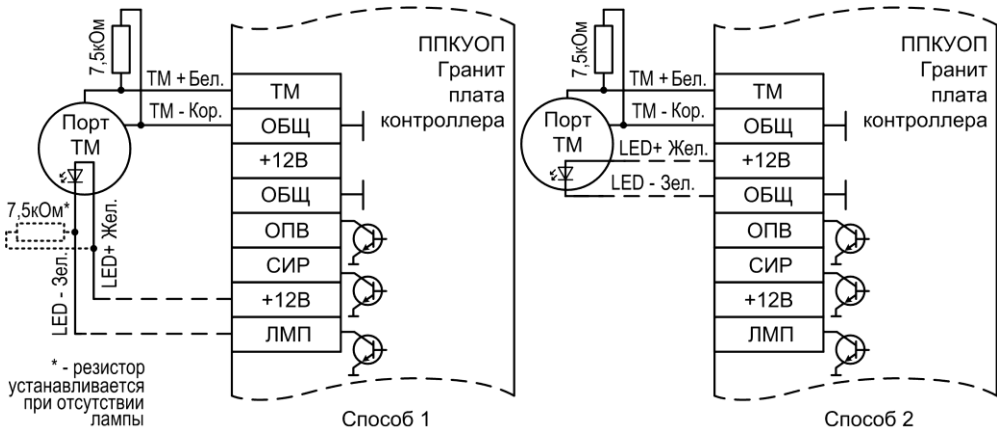 7,5кОм
ТМ + Бел.
ТМ - Кор.
Порт
ТМ
7,5кОм*
LED - Зел.
LED+ Жел.
* - резистор
устанавливается
при отсутствии
лампы
ТМ
ОБЩ
+12В
ОБЩ
ОПВ
СИР
+12В
ЛМП
ППКУОП
Гранит
плата
контроллера
Способ 1
7,5кОм
ТМ + Бел.
ТМ - Кор.
Порт
ТМ
LED+ Жел.
LED - Зел.
ТМ
ОБЩ
+12В
ОБЩ
ОПВ
СИР
+12В
ЛМП
ППКУОП
Гранит
плата
контроллера
Способ 2